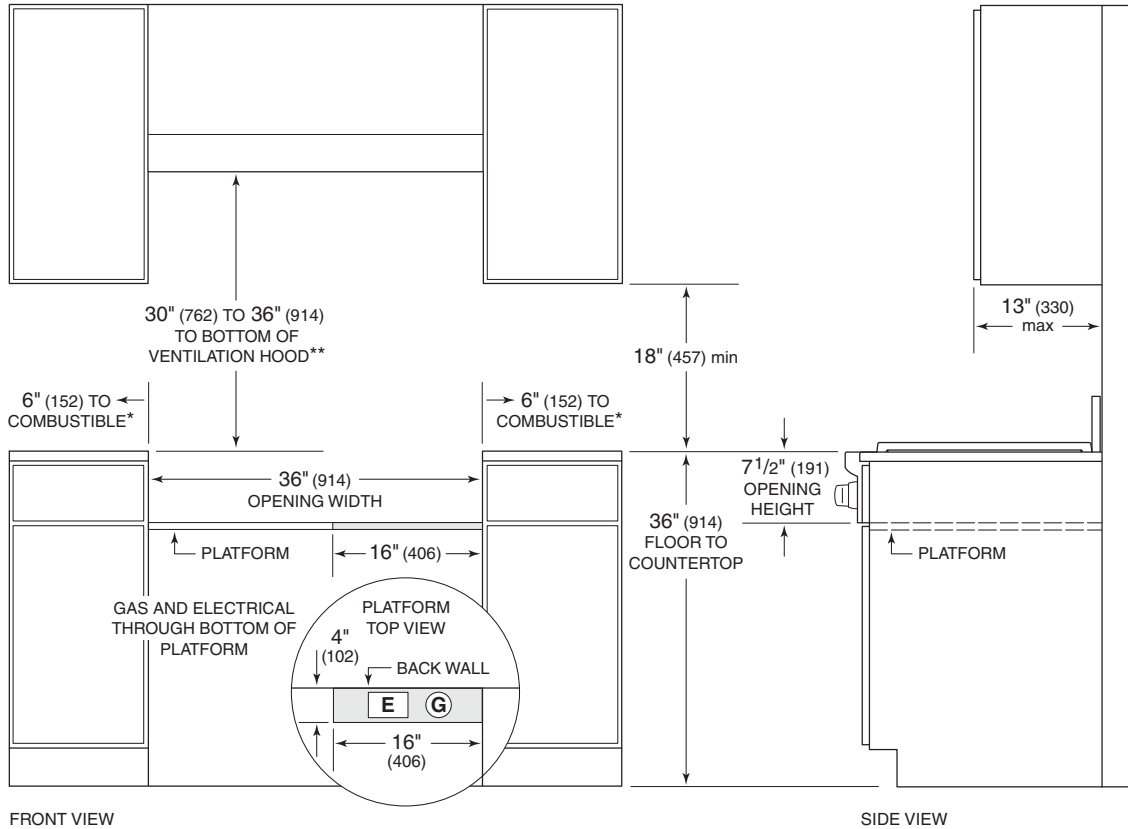 30" (762) TO 36" (914)
TO BOTTOM OF
VENTILATION HOOD**
13" (330)
max
18" (457) min
6" (152) TO
COMBUSTIBLE*
6" (152) TO
COMBUSTIBLE*
36" (914)
OPENING WIDTH
7 1/2" (191)
OPENING
HEIGHT
36" (914)
FLOOR TO
COUNTERTOP
PLATFORM
16" (406)
PLATFORM
GAS AND ELECTRICAL
THROUGH BOTTOM OF
PLATFORM
PLATFORM
TOP VIEW
4"
(102)
BACK WALL
E G
16"
(406)
FRONT VIEW
SIDE VIEW